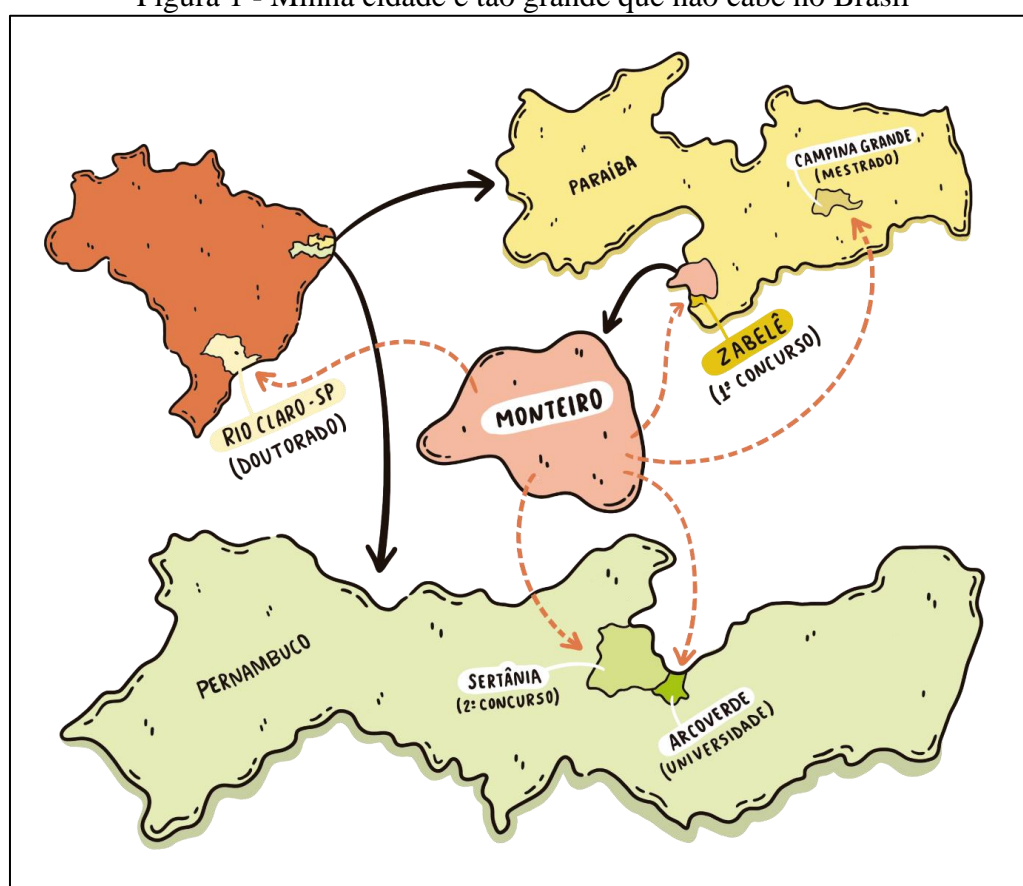 Figura 1 - Minha cidade é tão grande que não cabe no Brasil
PARAÍBA
CAMPINA GRANDE
(MESTRADO)
ZABELÊ
(1º CONCURSO)
MONTEIRO
RIO CLARO-SP
(DOUTORADO)
PERNAMBUCO
SERTÂNIA
(2º CONCURSO)
ARCOVERDE
(UNIVERSIDADE)